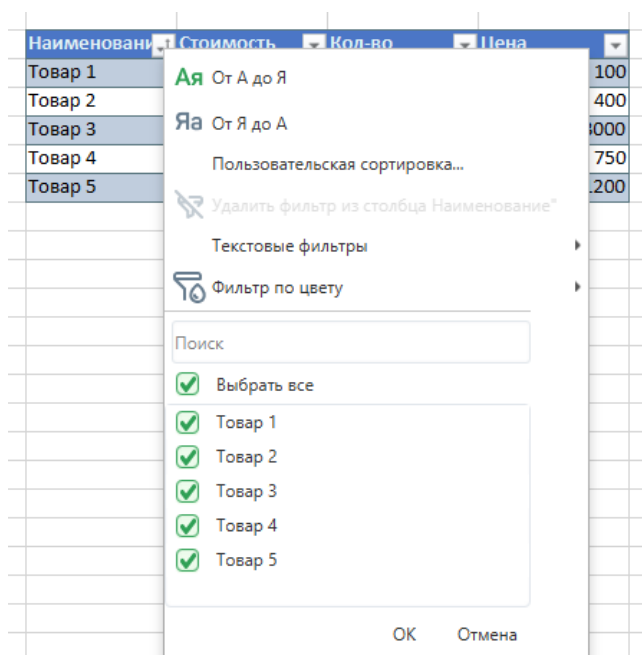 Наименовани Стоимость Кол-во Цена
Товар 1 100
Товар 2 400
Товар 3 3000
Товар 4 750
Товар 5 .200
Ая От А до Я
Яа От Я до А
Пользовательская сортировка...
Удалить фильтр из столбца Наименование"
Текстовые фильтры
Фильтр по цвету
Поиск
Выбрать все
Товар 1
Товар 2
Товар 3
Товар 4
Товар 5
ОК Отмена